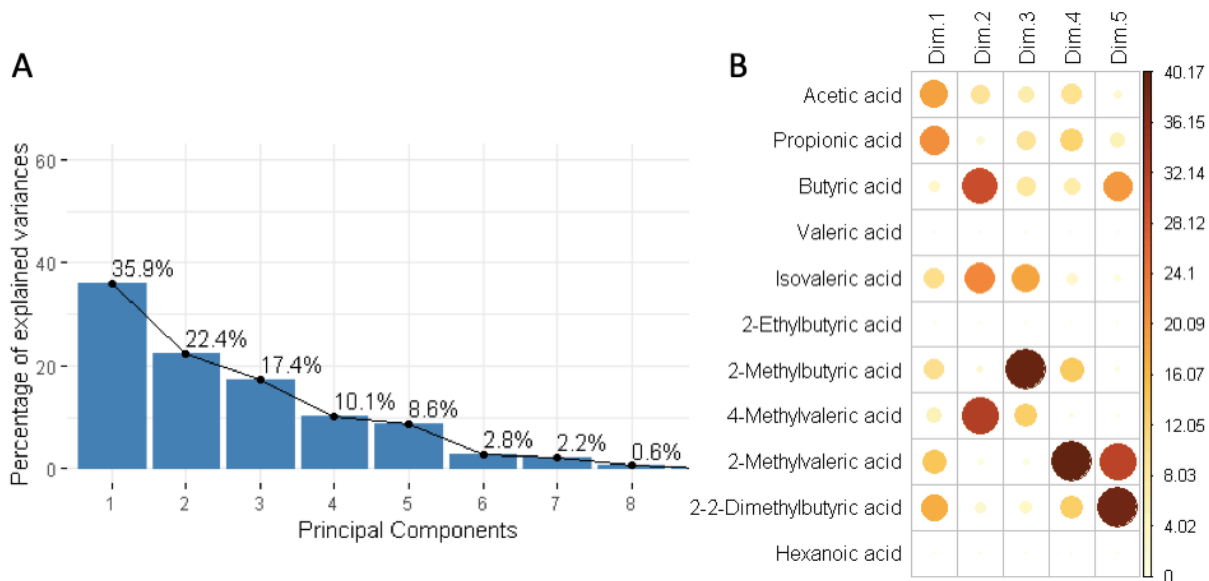 A
Percentage of explained variances
60
40
20
0
35.9%
22.4%
17.4%
10.1%
8.6%
2.8%
2.2%
0.6%
1 2 3 4 5 6 7 8
Principal Components
B
Dim.1 Dim.2 Dim.3 Dim.4 Dim.5
Acetic acid
Propionic acid
Butyric acid
Valeric acid
Isovaleric acid
2-Ethylbutyric acid
2-Methylbutyric acid
4-Methylvaleric acid
2-Methylvaleric acid
2-2-Dimethylbutyric acid
Hexanoic acid
40.17
36.15
32.14
28.12
24.1
20.09
16.07
12.05
8.03
4.02
0